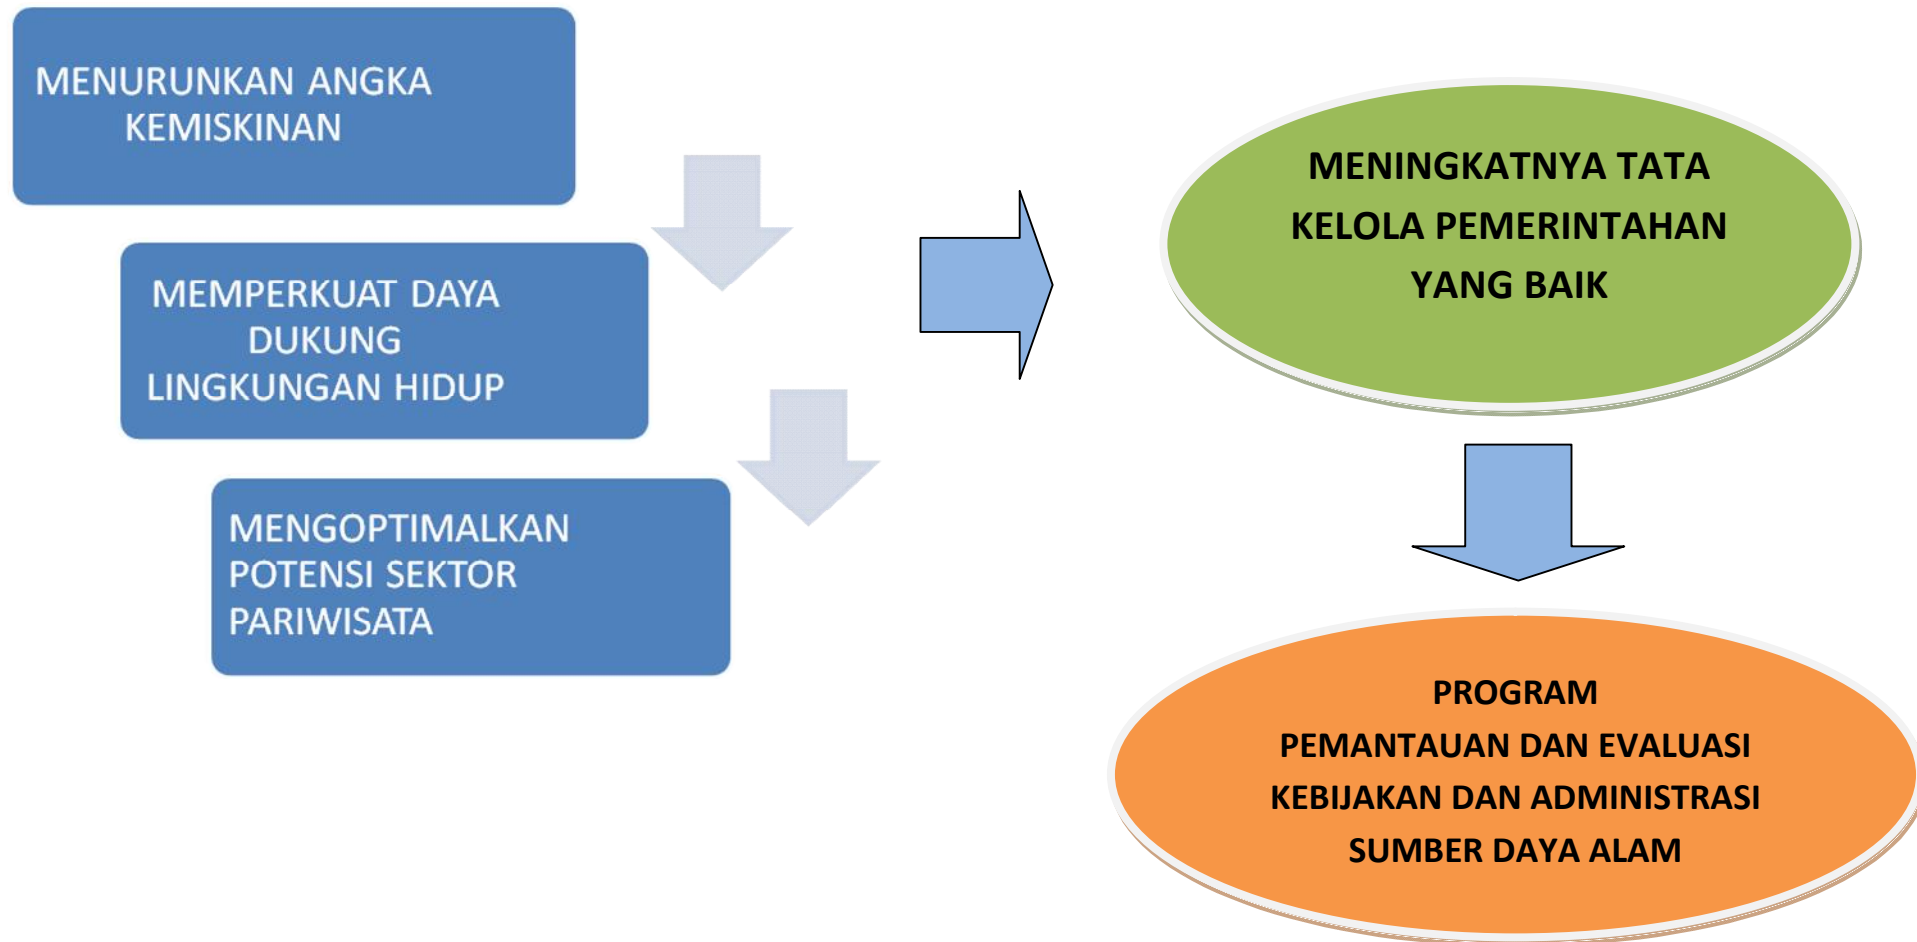 MENURUNKAN ANGKA
KEMISKINAN
MEMPERKUAT DAYA
DUKUNG
LINGKUNGAN HIDUP
MENGOPTIMALKAN
POTENSI SEKTOR
PARIWISATA
MENINGKATNYA TATA
KELOLA PEMERINTAHAN
YANG BAIK
PROGRAM
PEMANTAUAN DAN EVALUASI
KEBIJAKAN DAN ADMINISTRASI
SUMBER DAYA ALAM